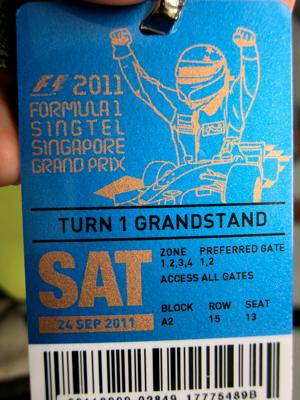 F1 2011
FORMULA 1
SINGTEL
SINGAPORE
GRAND PRIX
TURN 1 GRANDSTAND
SAT
24 SEP 2011
ZONE PREFERRED GATE
1,2,3,4 1,2
ACCESS ALL GATES
BLOCK ROW SEAT
A2 15 13
17775489B